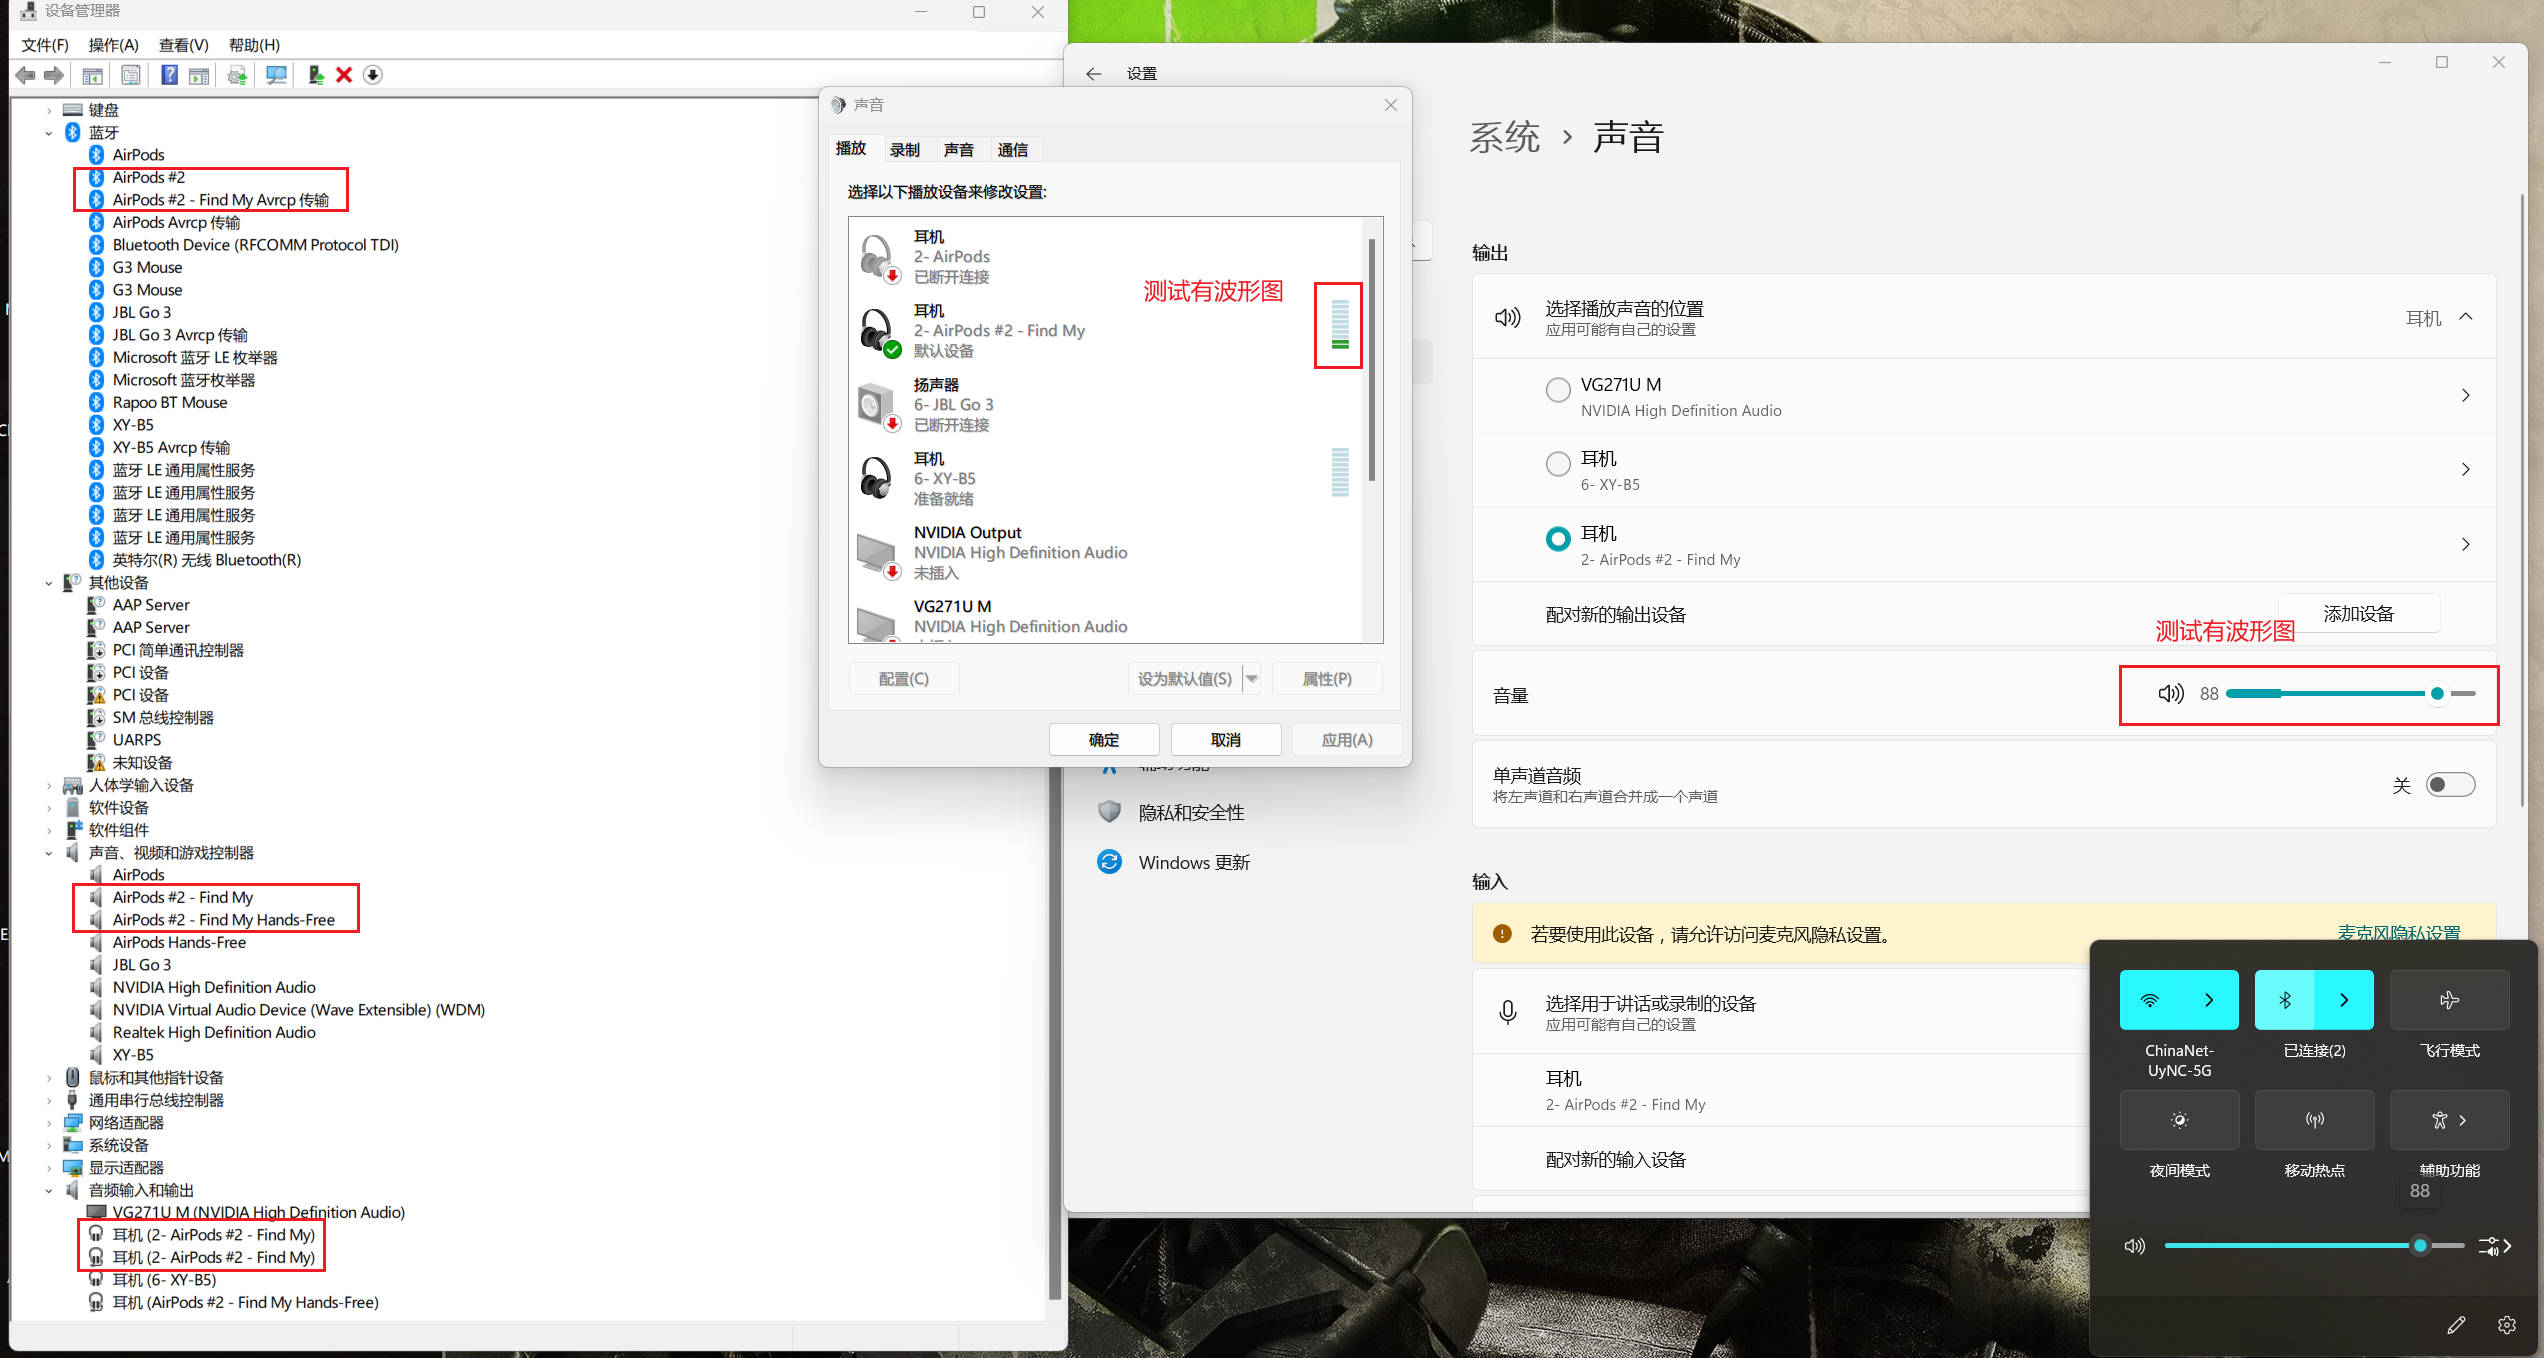 设备管理器
文件(F) 操作(A) 查看(V) 帮助(H)
键盘
蓝牙
AirPods
AirPods #2
AirPods #2 - Find My Avrcp 传输
AirPods Avrcp 传输
Bluetooth Device (RFCOMM Protocol TDI)
G3 Mouse
G3 Mouse
JBL Go 3
JBL Go 3 Avrcp 传输
Microsoft 蓝牙 LE 枚举器
Microsoft 蓝牙枚举器
Rapoo BT Mouse
XY-B5
XY-B5 Avrcp 传输
蓝牙 LE 通用属性服务
蓝牙 LE 通用属性服务
蓝牙 LE 通用属性服务
蓝牙 LE 通用属性服务
英特尔(R) 无线 Bluetooth(R)
其他设备
AAP Server
AAP Server
PCI 简单通讯控制器
PCI 设备
PCI 设备
SM 总线控制器
UARPS
未知设备
人体学输入设备
软件设备
软件组件
声音、视频和游戏控制器
AirPods
AirPods #2 - Find My
AirPods #2 - Find My Hands-Free
AirPods Hands-Free
JBL Go 3
NVIDIA High Definition Audio
NVIDIA Virtual Audio Device (Wave Extensible) (WDM)
Realtek High Definition Audio
XY-B5
鼠标和其他指针设备
通用串行总线控制器
网络适配器
系统设备
显示适配器
音频输入和输出
VG271U M (NVIDIA High Definition Audio)
耳机 (2- AirPods #2 - Find My)
耳机 (2- AirPods #2 - Find My)
耳机 (6- XY-B5)
耳机 (AirPods #2 - Find My Hands-Free)
声音
播放 录制 声音 通信
选择以下播放设备来修改设置:
耳机
2- AirPods
已断开连接
测试有波形图
耳机
2- AirPods #2 - Find My
默认设备
扬声器
6- JBL Go 3
已断开连接
耳机
6- XY-B5
准备就绪
NVIDIA Output
NVIDIA High Definition Audio
未插入
VG271U M
NVIDIA High Definition Audio
配置(C) 设为默认值(S) 属性(P)
确定 取消 应用(A)
设置
隐私和安全性
Windows 更新
系统 › 声音
输出
选择播放声音的位置
应用可能有自己的设置
耳机
VG271U M
NVIDIA High Definition Audio
耳机
6- XY-B5
耳机
2- AirPods #2 - Find My
配对新的输出设备
添加设备
测试有波形图
音量
88
单声道音频
将左声道和右声道合并成一个声道
关
输入
若要使用此设备，请允许访问麦克风隐私设置。
麦克风隐私设置
选择用于讲话或录制的设备
应用可能有自己的设置
耳机
2- AirPods #2 - Find My
配对新的输入设备
ChinaNet-
UyNC-5G
已连接(2)
飞行模式
夜间模式
移动热点
辅助功能
88